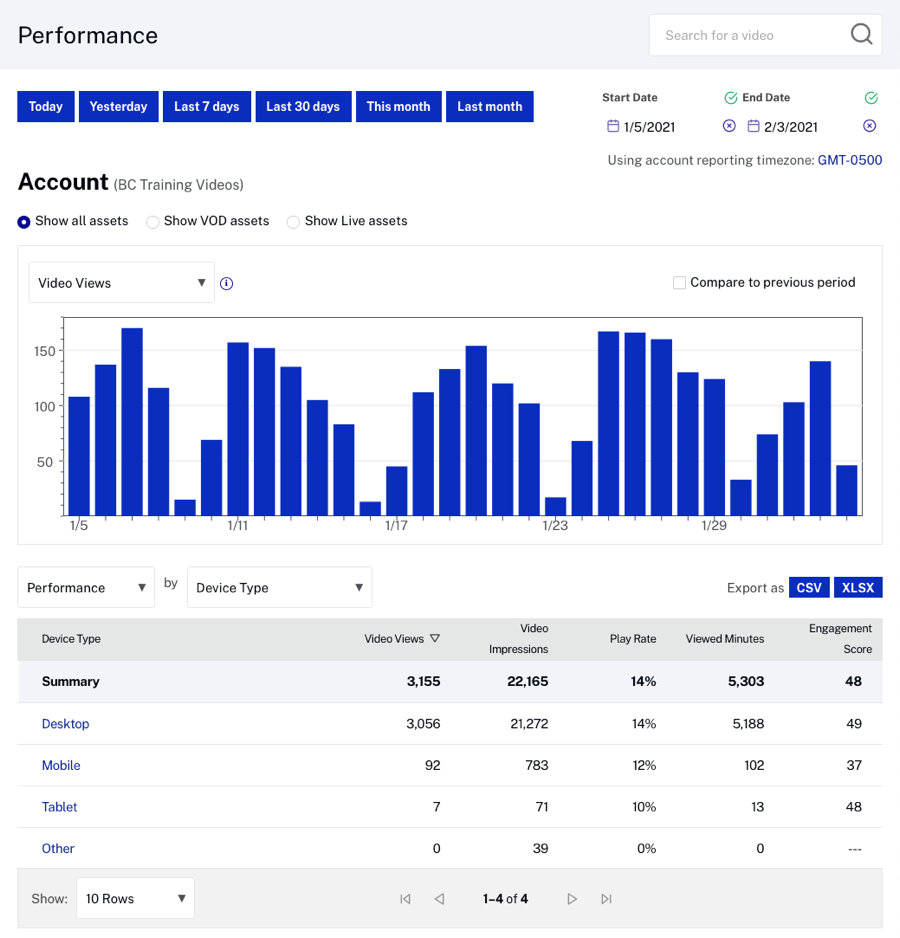 Performance
Search for a video
Today Yesterday Last 7 days Last 30 days This month Last month
Start Date End Date
1/5/2021 2/3/2021
Using account reporting timezone: GMT-0500
Account (BC Training Videos)
Show all assets Show VOD assets Show Live assets
Video Views ▼ Compare to previous period
150
100
50
1/5 1/11 1/17 1/23 1/29
Performance ▼ by Device Type ▼ Export as CSV XLSX
Device Type Video Views ▽ Video Impressions Play Rate Viewed Minutes Engagement Score
Summary 3,155 22,165 14% 5,303 48
Desktop 3,056 21,272 14% 5,188 49
Mobile 92 783 12% 102 37
Tablet 7 71 10% 13 48
Other 0 39 0% 0 ---
Show: 10 Rows ▼ 1–4 of 4